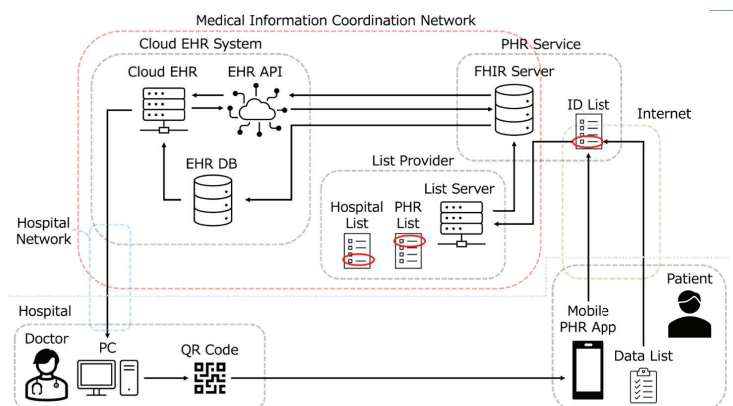 Medical Information Coordination Network
Cloud EHR System
PHR Service
Cloud EHR
EHR API
FHIR Server
ID List
Internet
EHR DB
List Provider
Hospital
List
PHR
List
List Server
Hospital
Network
Hospital
Patient
Doctor
PC
QR Code
Mobile
PHR App
Data List